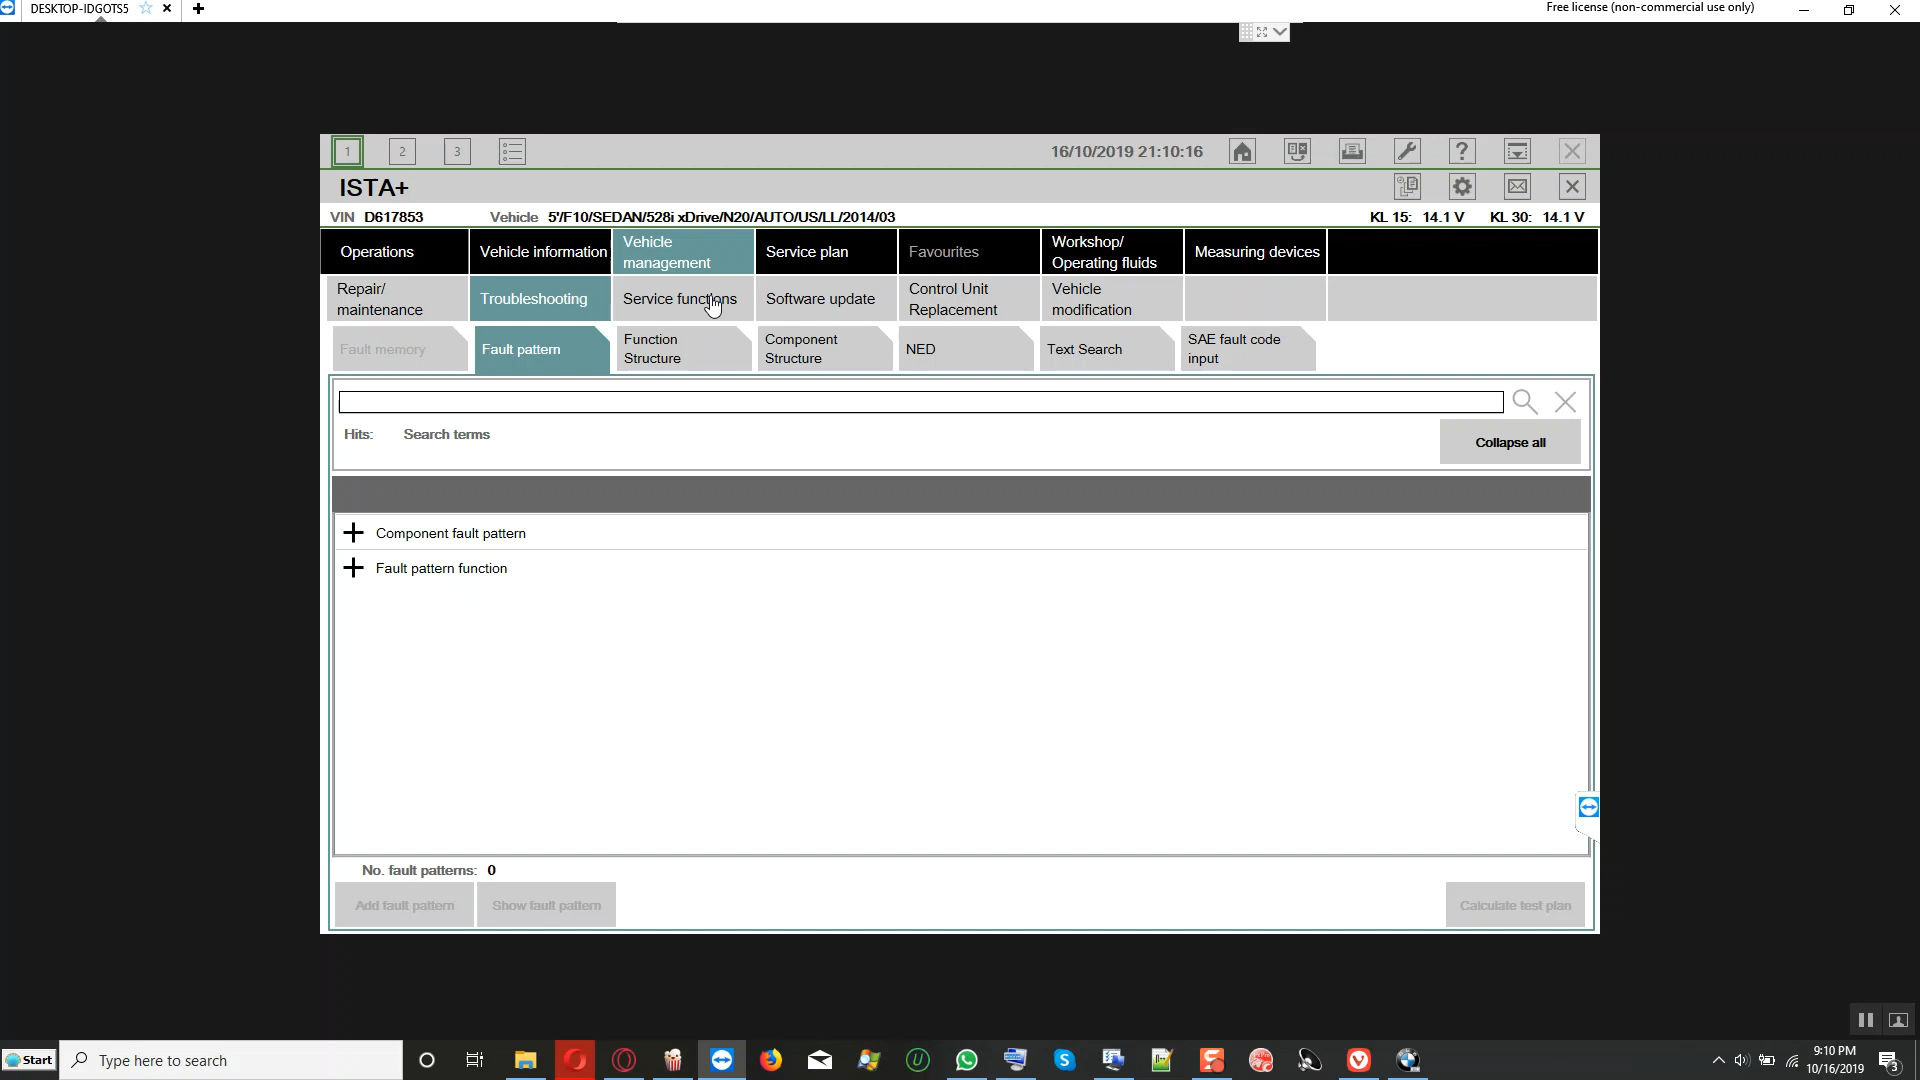 DESKTOP-IDGOTS5
Free license (non-commercial use only)
1 2 3 16/10/2019 21:10:16
ISTA+
VIN D617853 Vehicle 5'/F10/SEDAN/528i xDrive/N20/AUTO/US/LL/2014/03 KL 15: 14.1 V KL 30: 14.1 V
Operations
Vehicle information
Vehicle
management
Service plan
Favourites
Workshop/
Operating fluids
Measuring devices
Repair/
maintenance
Troubleshooting
Service functions
Software update
Control Unit
Replacement
Vehicle
modification
Fault memory
Fault pattern
Function
Structure
Component
Structure
NED
Text Search
SAE fault code
input
Hits: Search terms
Collapse all
Component fault pattern
Fault pattern function
No. fault patterns: 0
Add fault pattern
Show fault pattern
Calculate test plan
Start
Type here to search
9:10 PM
10/16/2019
3